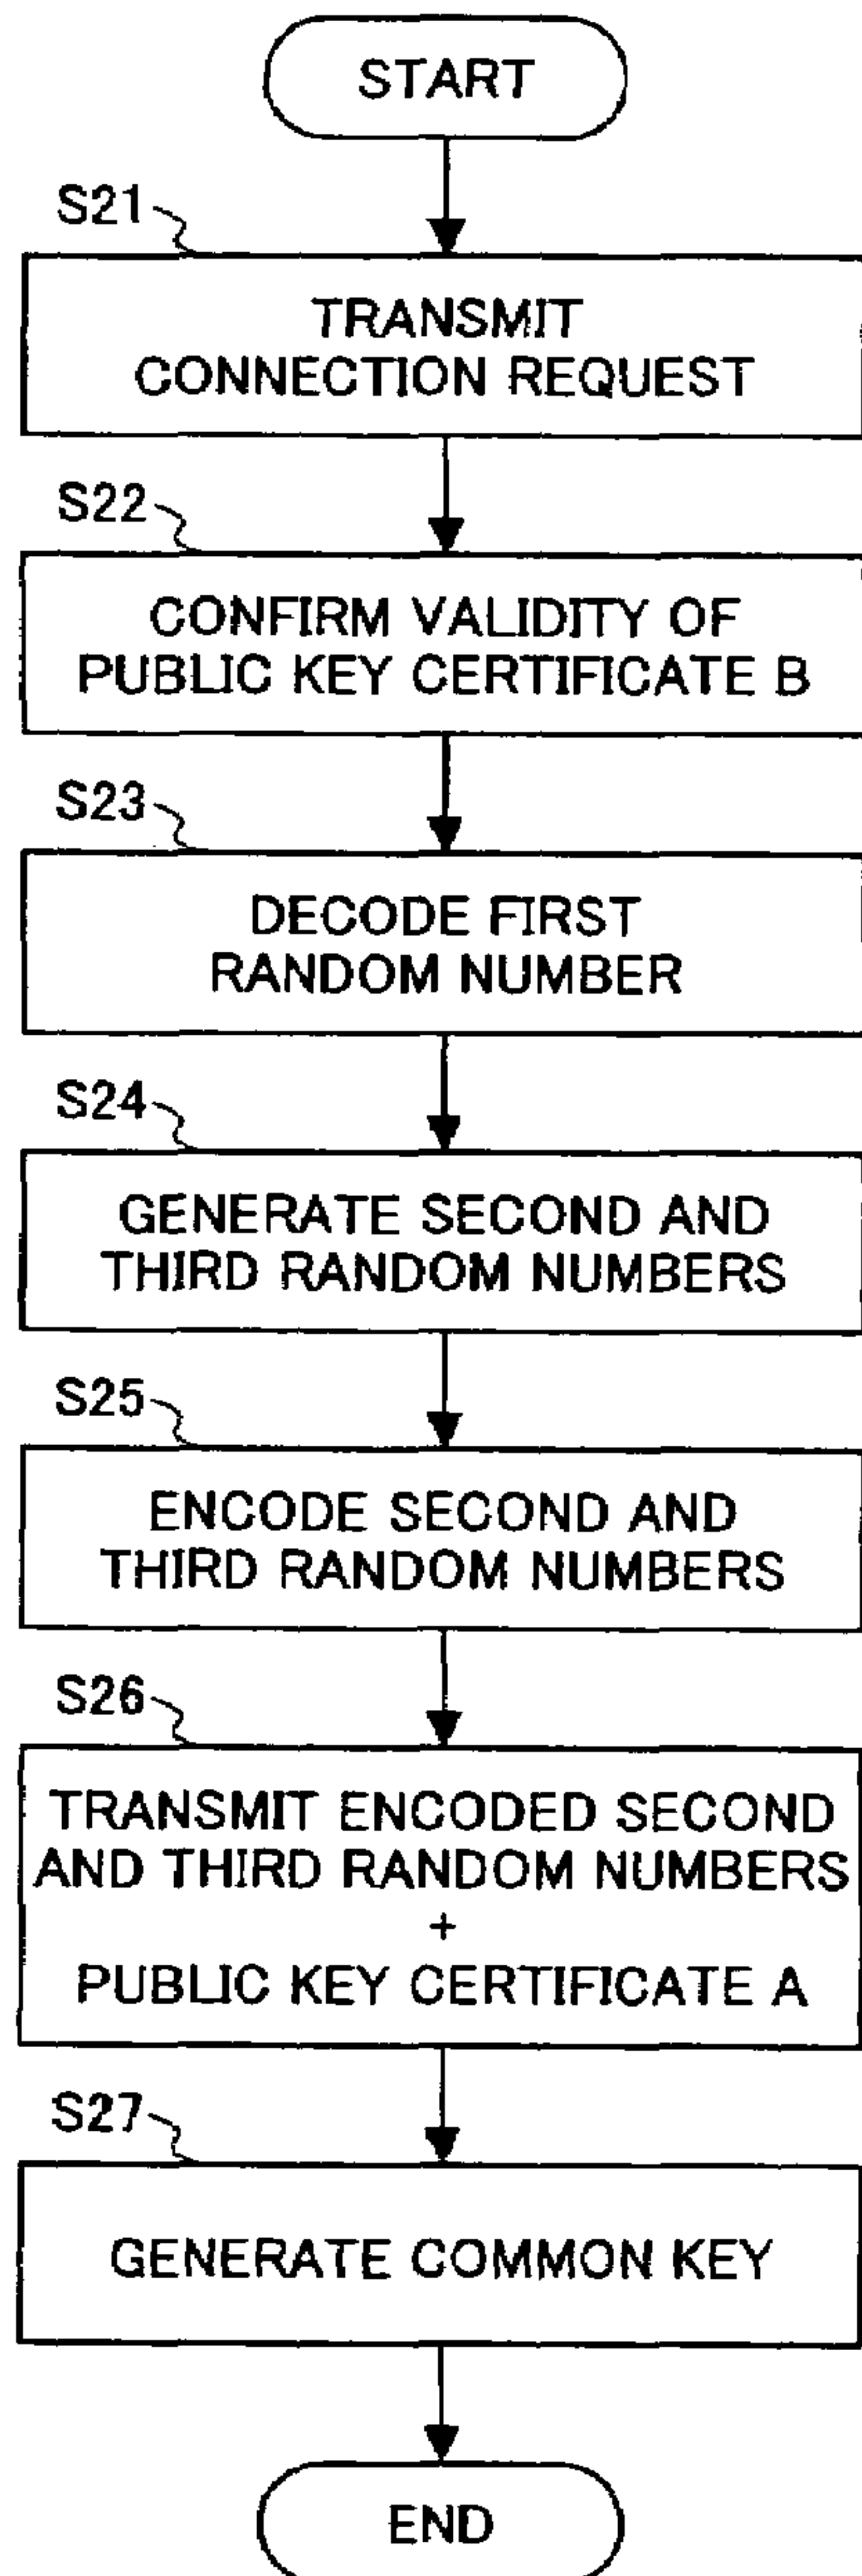 START
S21
TRANSMIT
CONNECTION REQUEST
S22
CONFIRM VALIDITY OF
PUBLIC KEY CERTIFICATE B
S23
DECODE FIRST
RANDOM NUMBER
S24
GENERATE SECOND AND
THIRD RANDOM NUMBERS
S25
ENCODE SECOND AND
THIRD RANDOM NUMBERS
S26
TRANSMIT ENCODED SECOND
AND THIRD RANDOM NUMBERS
+
PUBLIC KEY CERTIFICATE A
S27
GENERATE COMMON KEY
END